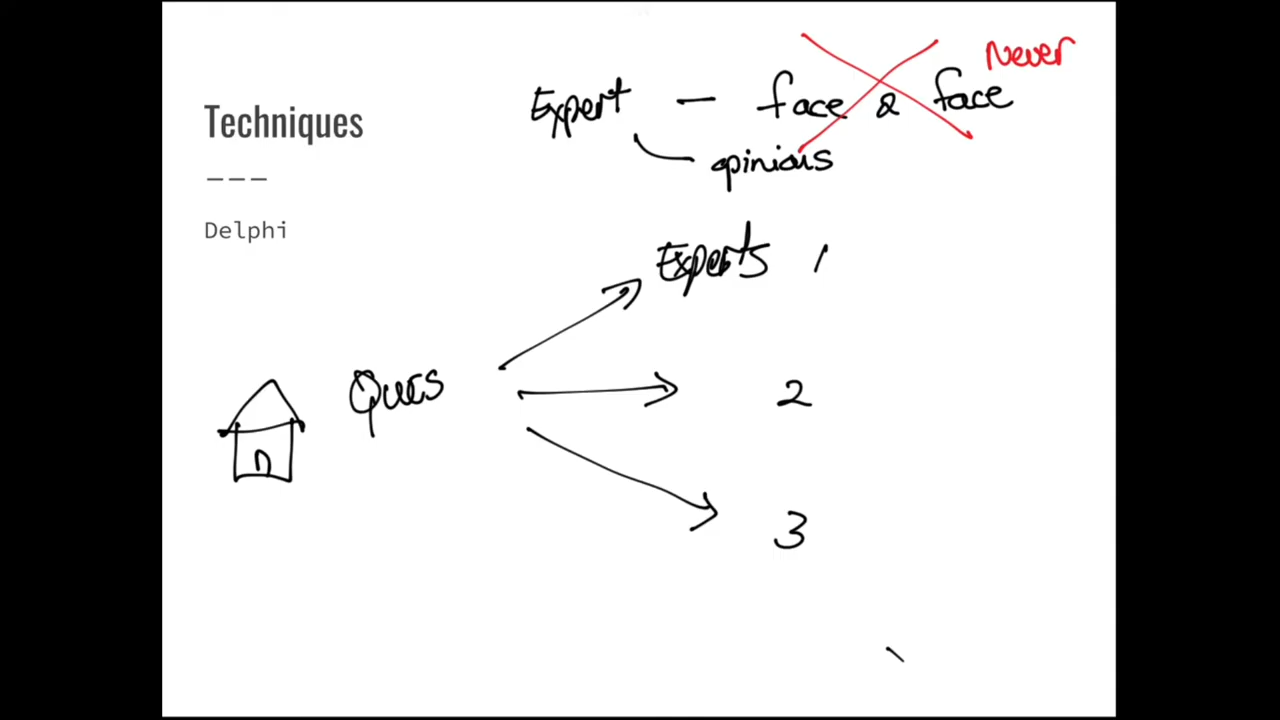 Never
Expert — face & face
Techniques
opinions
---
Delphi
Experts 1
Ques
2
n
3